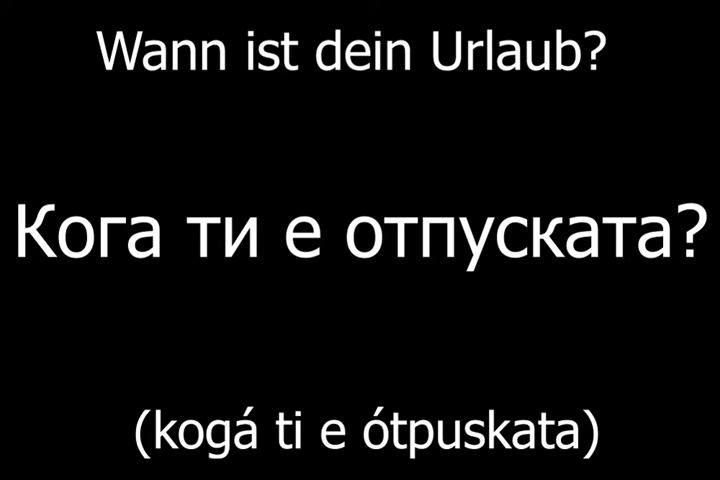 Wann ist dein Urlaub?
Кога ти е отпуската?
(kogá ti e ótpuskata)